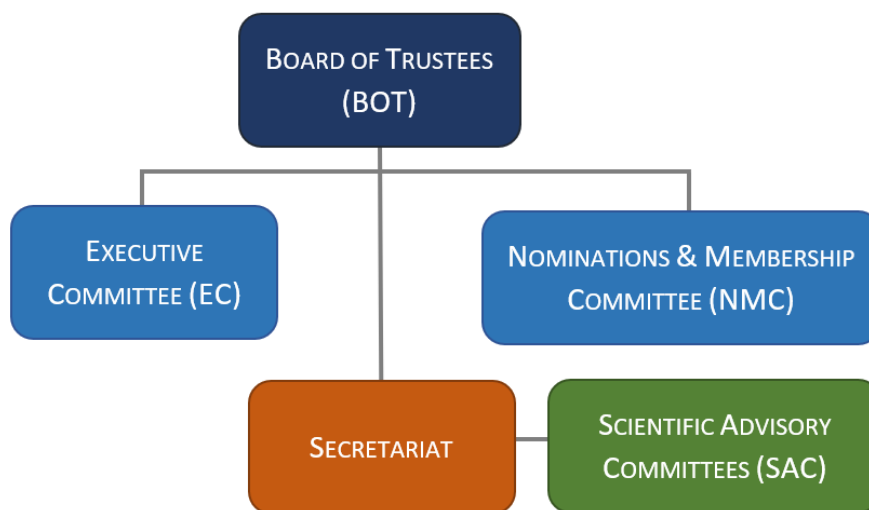 BOARD OF TRUSTEES
(BOT)
EXECUTIVE
COMMITTEE (EC)
NOMINATIONS & MEMBERSHIP
COMMITTEE (NMC)
SECRETARIAT
SCIENTIFIC ADVISORY
COMMITTEES (SAC)